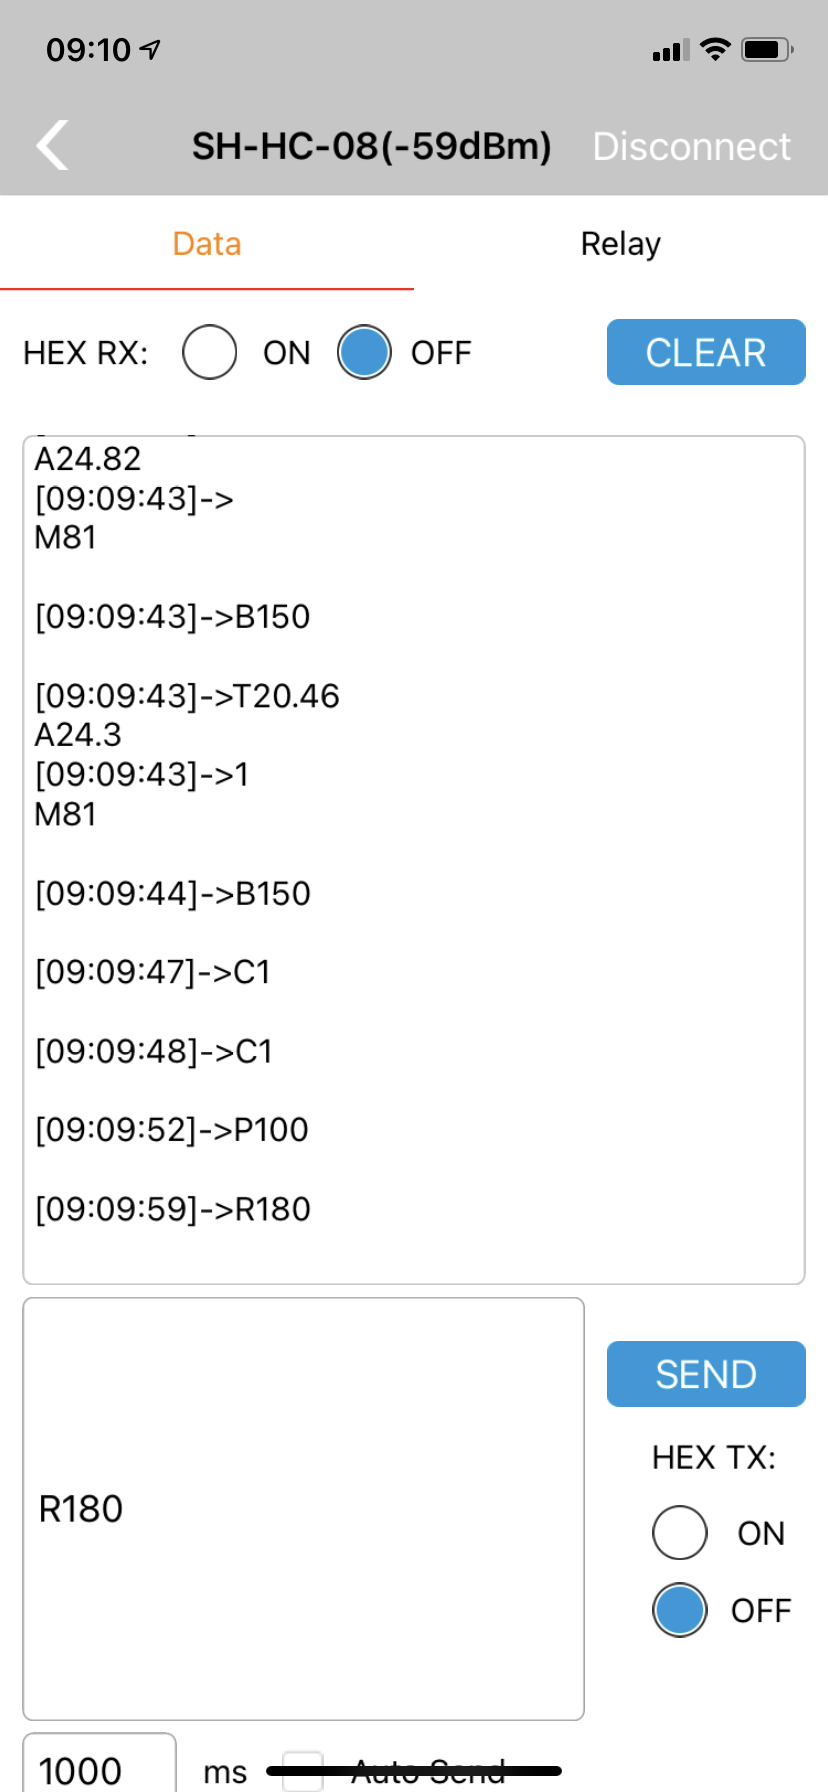 09:10
SH-HC-08(-59dBm) Disconnect
Data Relay
HEX RX: ON OFF CLEAR
A24.82
[09:09:43]->
M81
[09:09:43]->B150
[09:09:43]->T20.46
A24.3
[09:09:43]->1
M81
[09:09:44]->B150
[09:09:47]->C1
[09:09:48]->C1
[09:09:52]->P100
[09:09:59]->R180
SEND
HEX TX:
R180
ON
OFF
1000 ms Auto Send